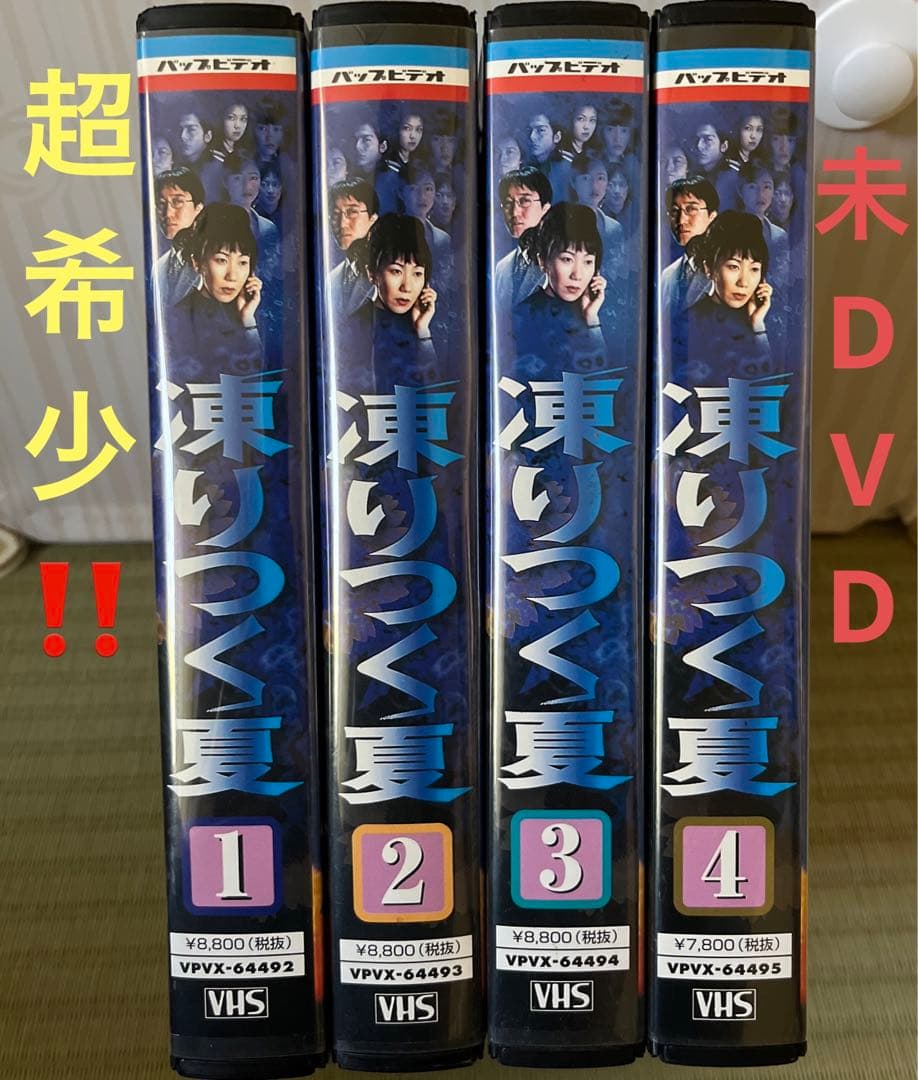 超希少‼
バップビデオ
凍りつく夏
1
¥8,800(税抜)
VPVX-64492
VHS
バップビデオ
凍りつく夏
2
¥8,800(税抜)
VPVX-64493
VHS
バップビデオ
凍りつく夏
3
¥8,800(税抜)
VPVX-64494
VHS
バップビデオ
凍りつく夏
4
¥7,800(税抜)
VPVX-64495
VHS
未DVD